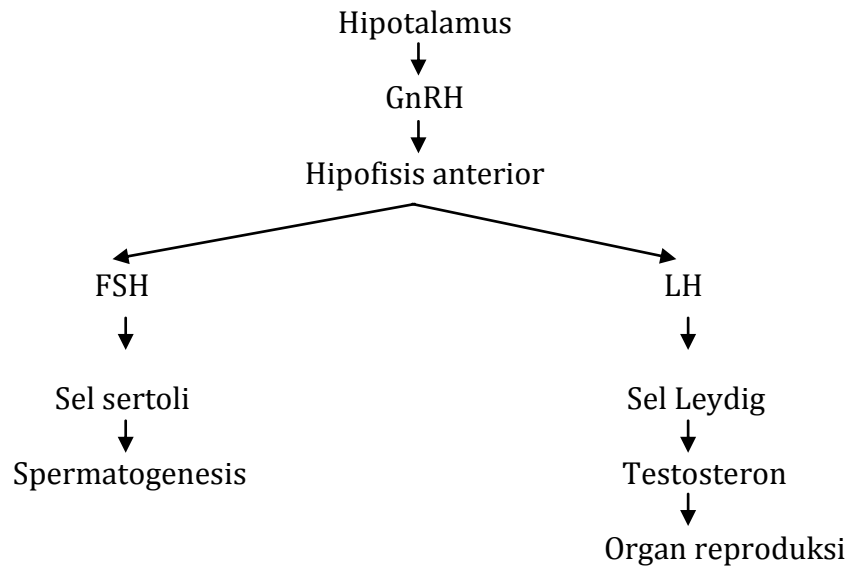 Hipotalamus
GnRH
Hipofisis anterior
FSH
LH
Sel sertoli
Sel Leydig
Spermatogenesis
Testosteron
Organ reproduksi